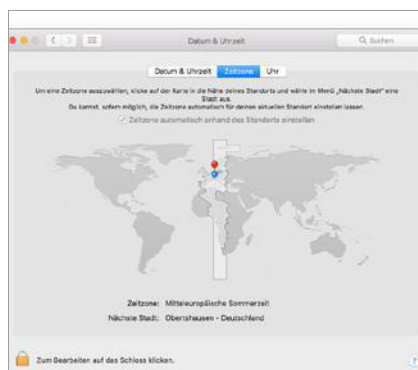 Datum & Uhrzeit
Suchen
Datum & Uhrzeit Zeitzone Uhr
Um eine Zeitzone auszuwählen, klicke auf der Karte in die Nähe deines Standorts und wähle im Menü „Nächste Stadt“ eine
Stadt aus.
Du kannst, sofern möglich, die Zeitzone automatisch für deinen aktuellen Standort einstellen lassen.
Zeitzone automatisch anhand des Standorts einstellen
Zeitzone: Mitteleuropäische Sommerzeit
Nächste Stadt: Obertshausen - Deutschland
Zum Bearbeiten auf das Schloss klicken.
?